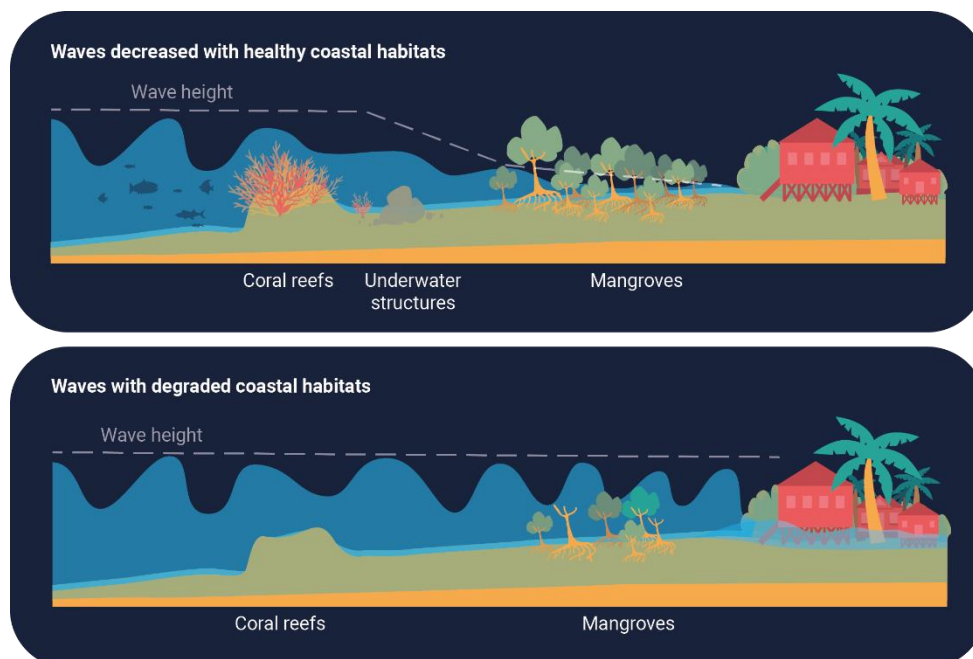 Waves decreased with healthy coastal habitats
Wave height
Coral reefs
Underwater
structures
Mangroves
Waves with degraded coastal habitats
Wave height
Coral reefs
Mangroves